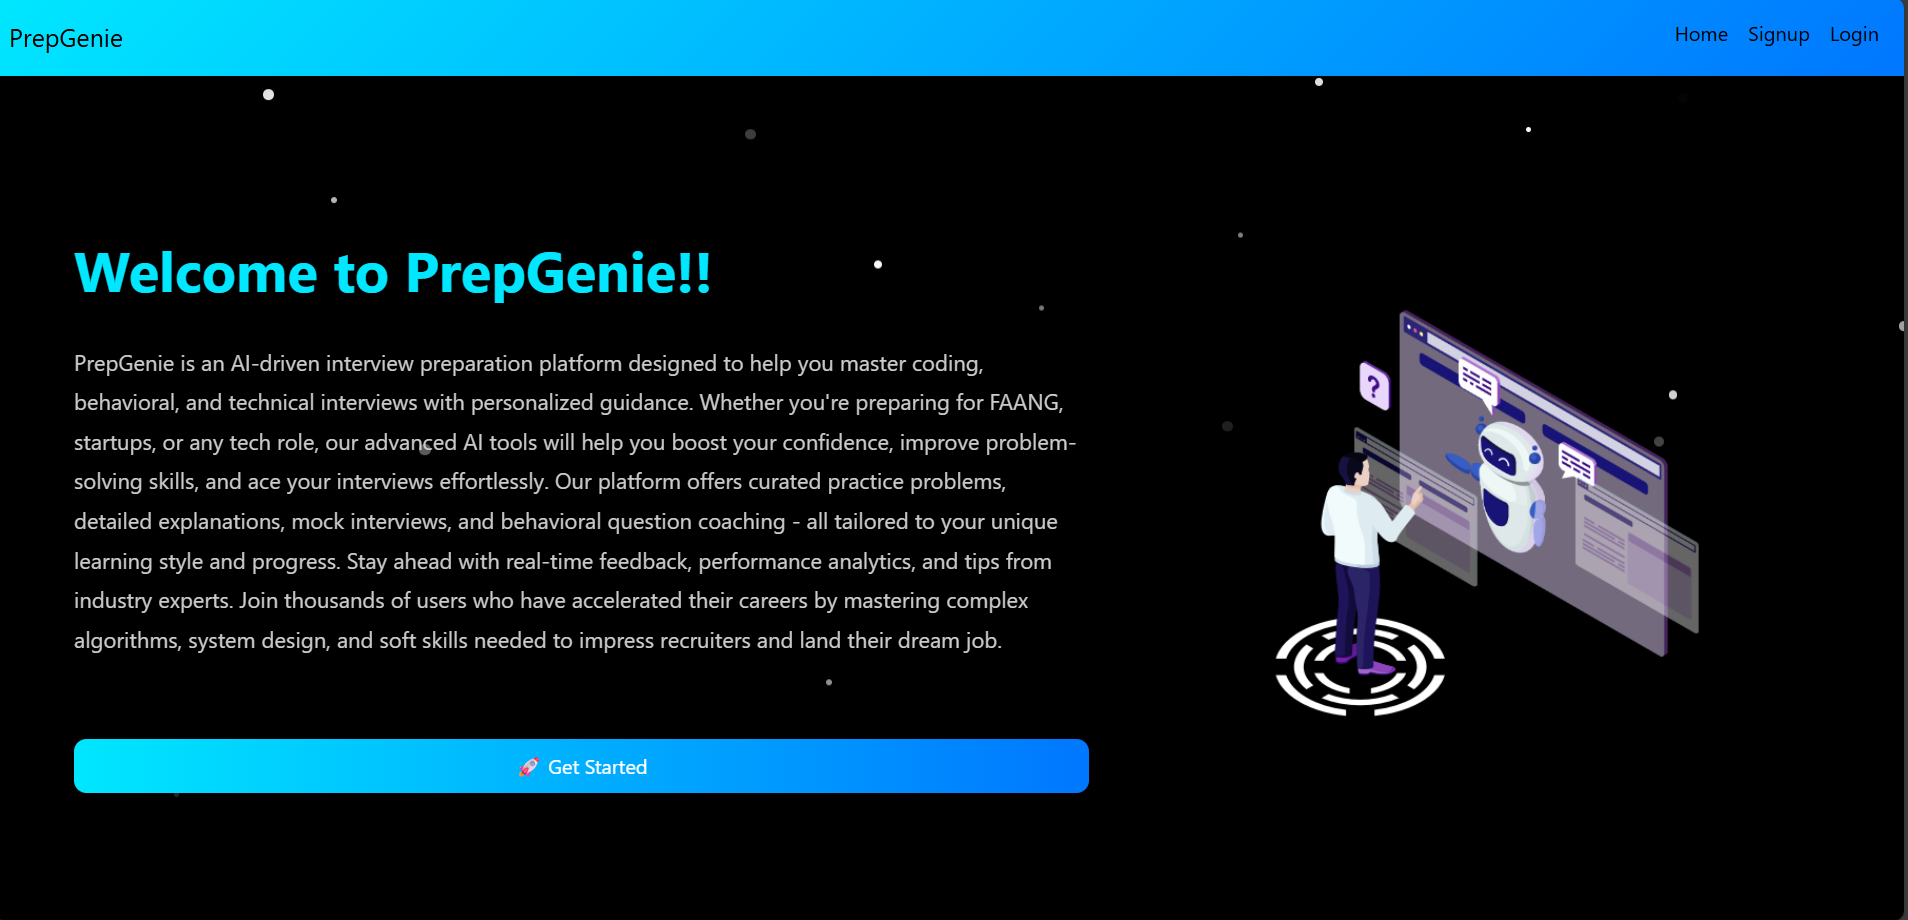 PrepGenie
Home Signup Login
Welcome to PrepGenie!!
PrepGenie is an AI-driven interview preparation platform designed to help you master coding,
behavioral, and technical interviews with personalized guidance. Whether you're preparing for FAANG,
startups, or any tech role, our advanced AI tools will help you boost your confidence, improve problem-
solving skills, and ace your interviews effortlessly. Our platform offers curated practice problems,
detailed explanations, mock interviews, and behavioral question coaching - all tailored to your unique
learning style and progress. Stay ahead with real-time feedback, performance analytics, and tips from
industry experts. Join thousands of users who have accelerated their careers by mastering complex
algorithms, system design, and soft skills needed to impress recruiters and land their dream job.
?
🚀 Get Started